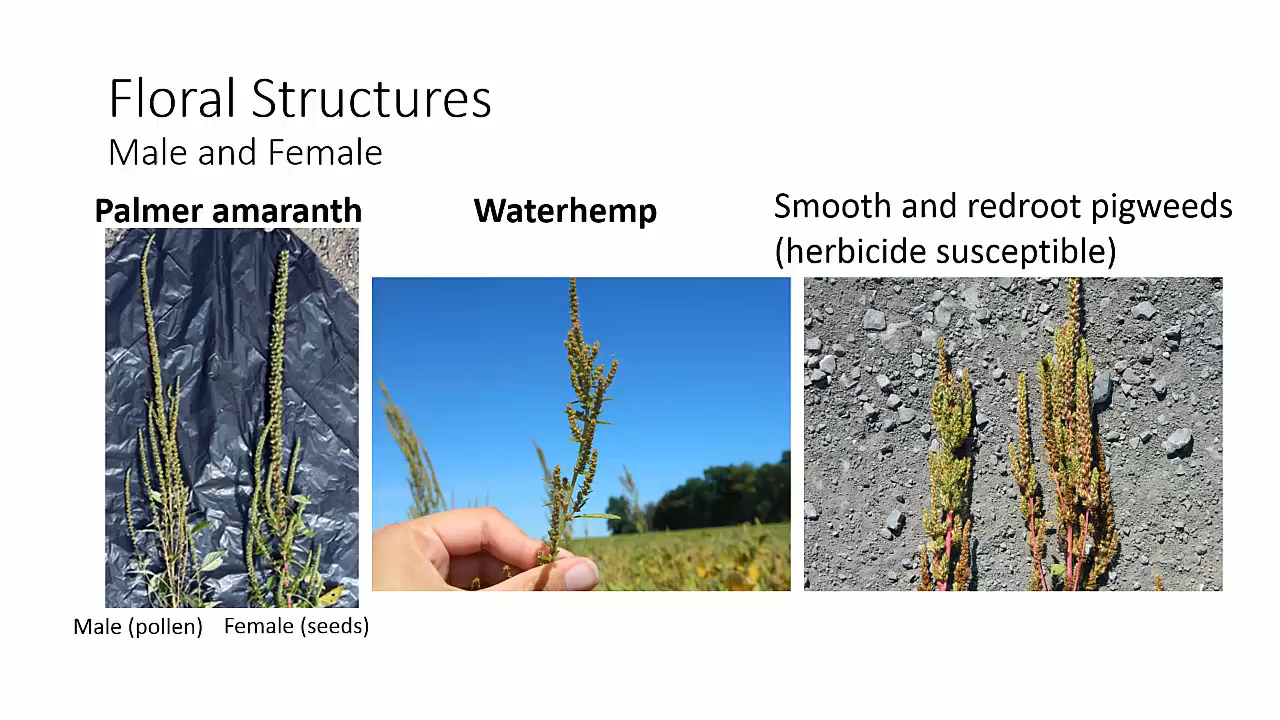 Floral Structures
Male and Female
Palmer amaranth
Waterhemp
Smooth and redroot pigweeds
(herbicide susceptible)
Male (pollen)
Female (seeds)